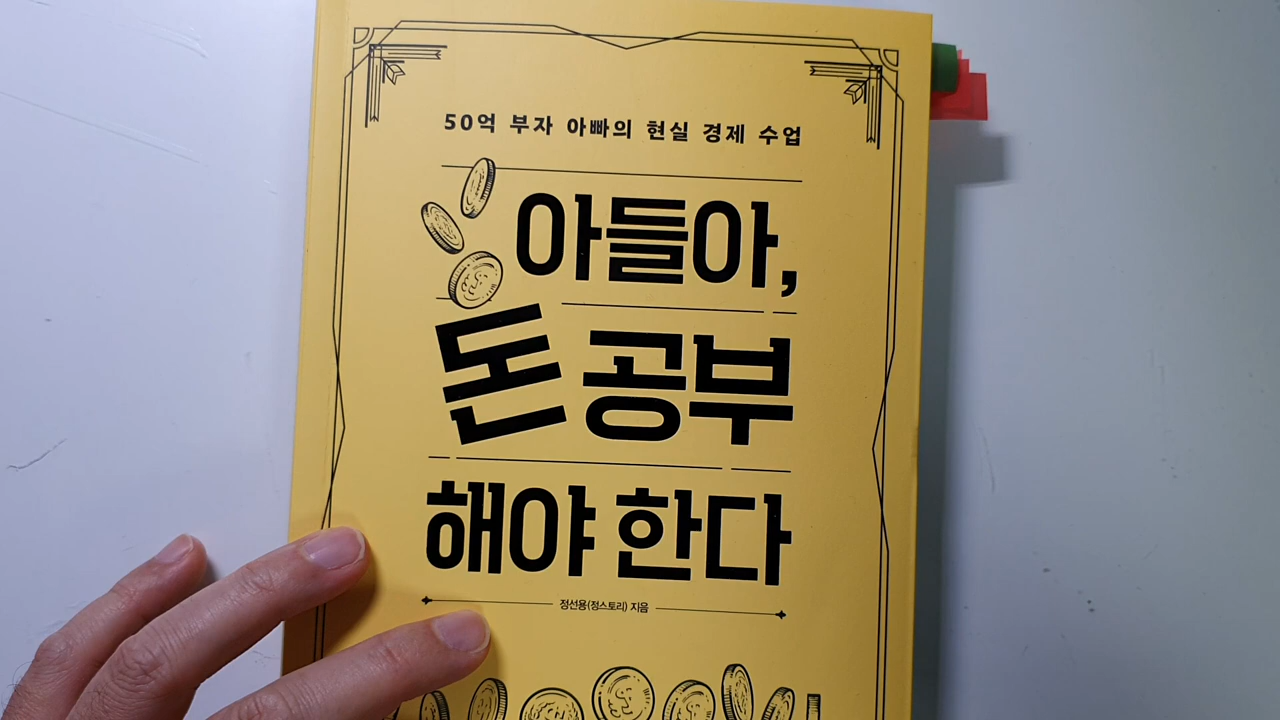 50억 부자 아빠의 현실 경제 수업
아들아,
돈 공부
해야 한다
정선용(정스토리) 지음